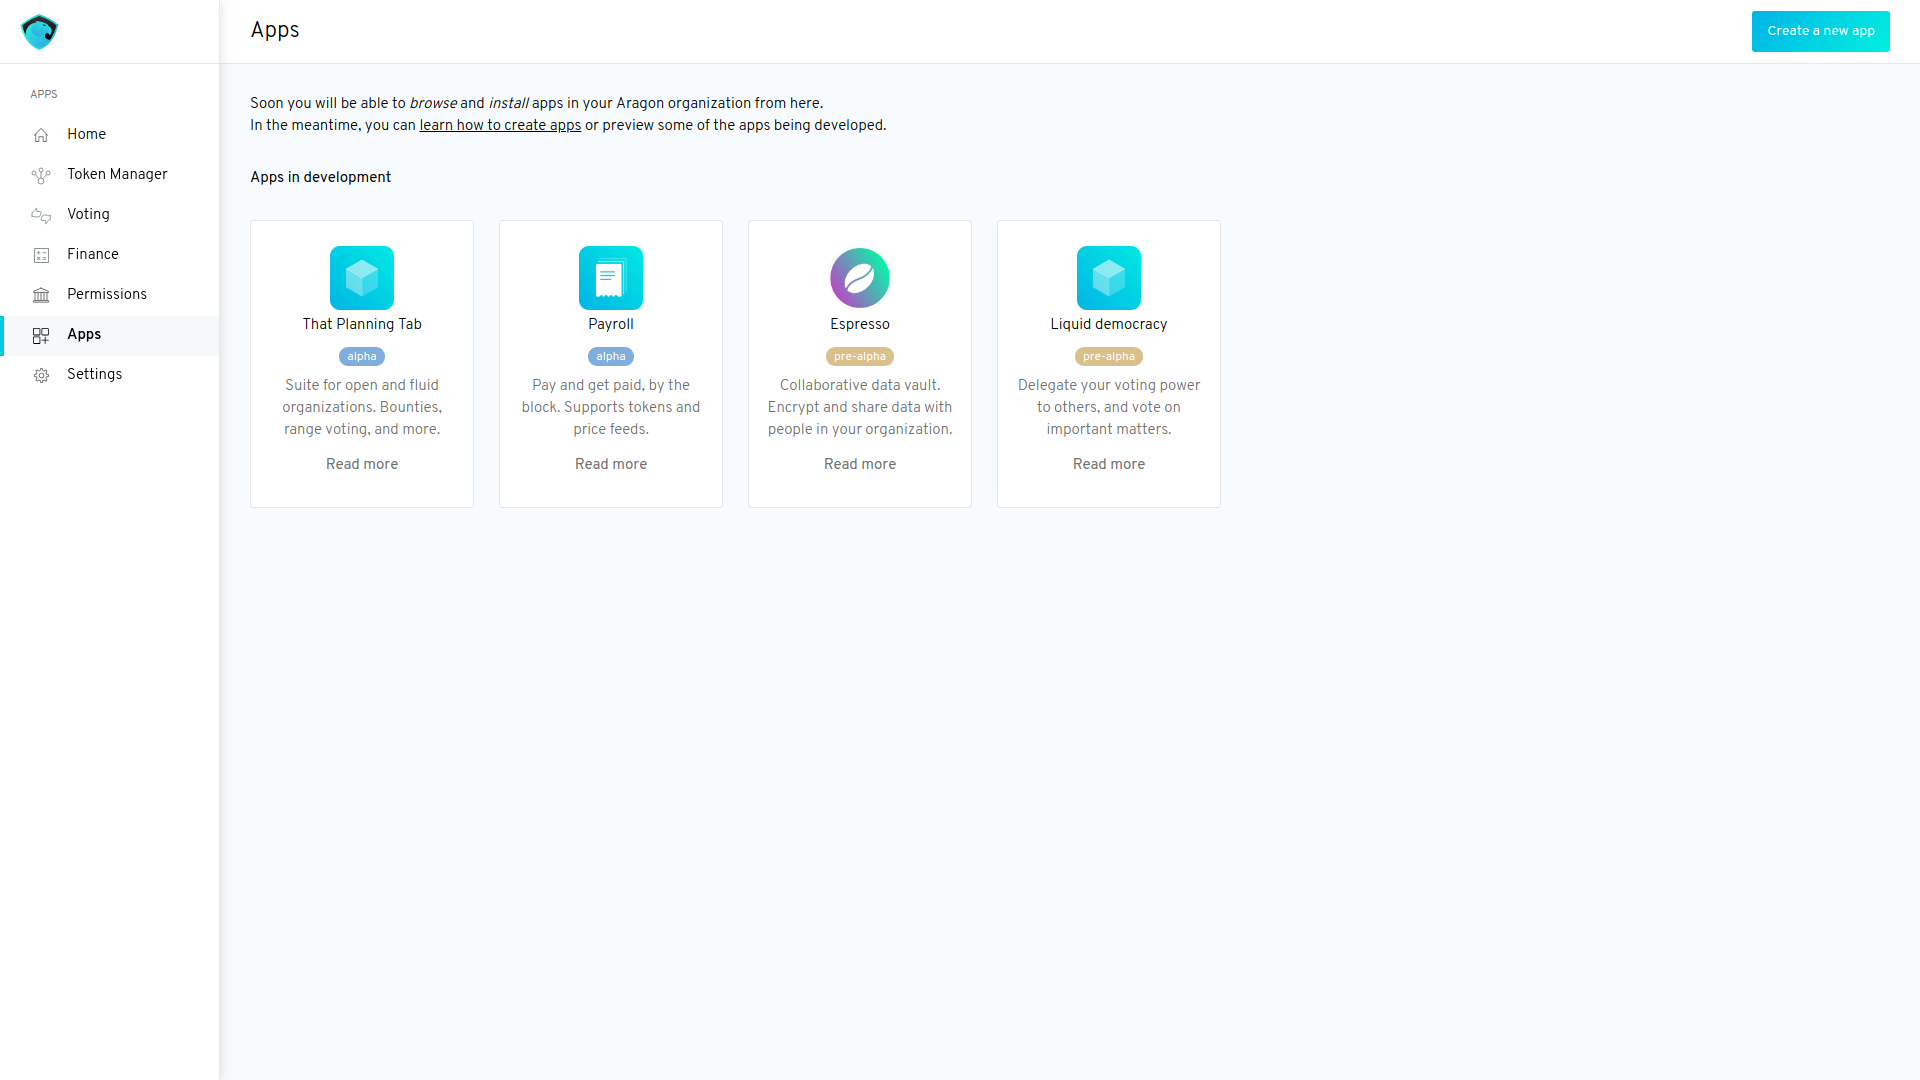 Apps
Create a new app
APPS
Home
Token Manager
Voting
Finance
Permissions
Apps
Settings
Soon you will be able to browse and install apps in your Aragon organization from here.
In the meantime, you can learn how to create apps or preview some of the apps being developed.
Apps in development
That Planning Tab
alpha
Suite for open and fluid
organizations. Bounties,
range voting, and more.
Read more
Payroll
alpha
Pay and get paid, by the
block. Supports tokens and
price feeds.
Read more
Espresso
pre-alpha
Collaborative data vault.
Encrypt and share data with
people in your organization.
Read more
Liquid democracy
pre-alpha
Delegate your voting power
to others, and vote on
important matters.
Read more